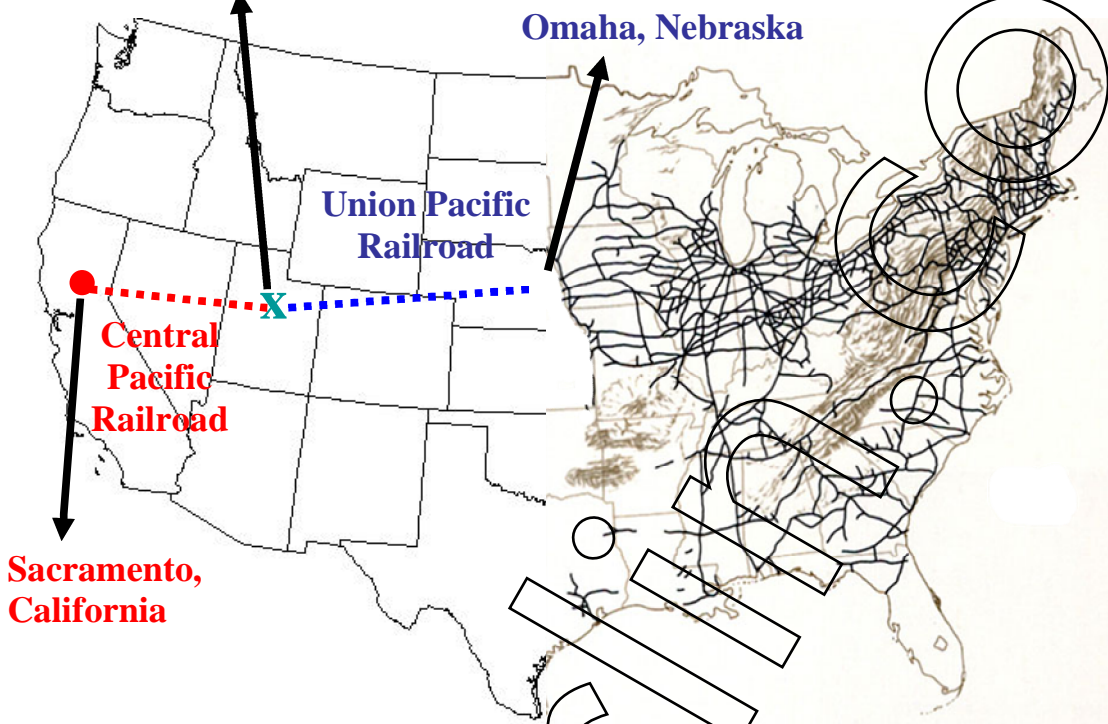 Omaha, Nebraska
Union Pacific
Railroad
X
Central
Pacific
Railroad
Sacramento,
California